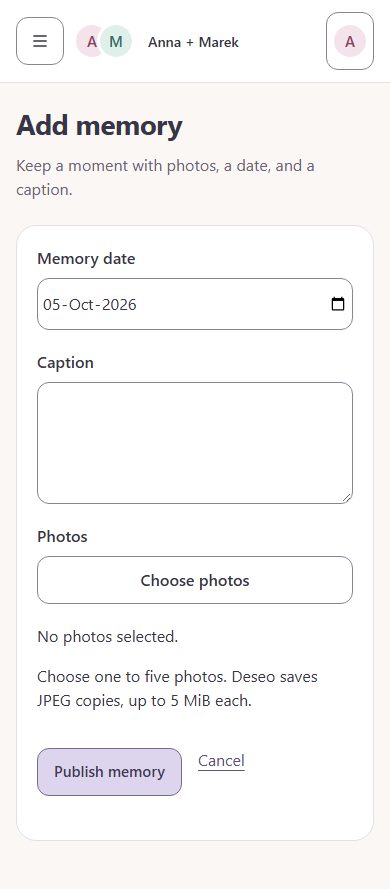 A M Anna + Marek A
Add memory
Keep a moment with photos, a date, and a
caption.
Memory date
05-Oct-2026
Caption
Photos
Choose photos
No photos selected.
Choose one to five photos. Deseo saves
JPEG copies, up to 5 MiB each.
Publish memory Cancel